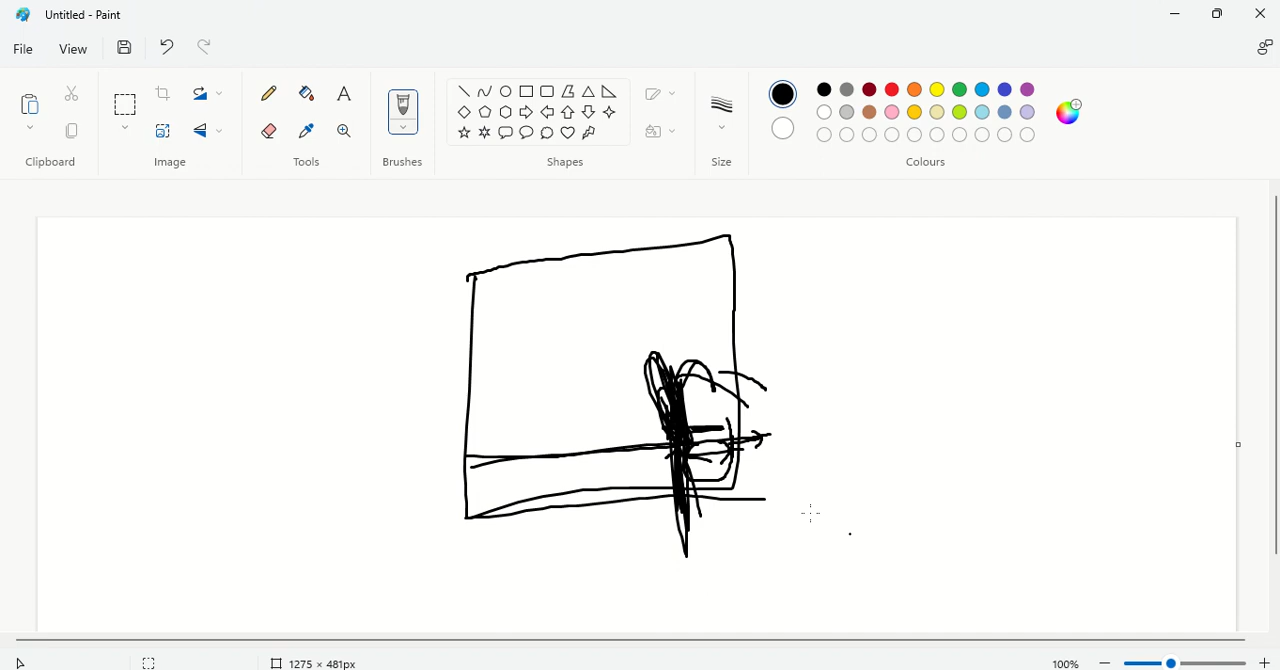 Untitled - Paint
File View
Clipboard Image Tools Brushes Shapes Size Colours
1275 × 481px 100%